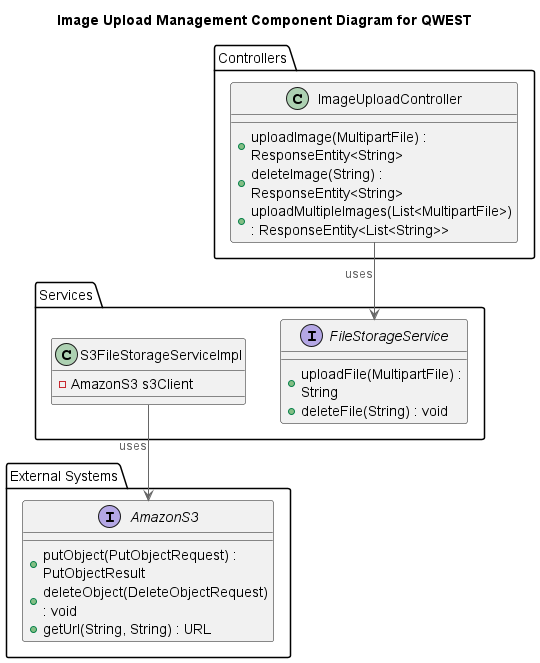 Image Upload Management Component Diagram for QWEST
Controllers
C ImageUploadController
uploadImage(MultipartFile) :
ResponseEntity<String>
deleteImage(String) :
ResponseEntity<String>
uploadMultipleImages(List<MultipartFile>)
: ResponseEntity<List<String>>
uses
Services
C S3FileStorageServiceImpl
AmazonS3 s3Client
I FileStorageService
uploadFile(MultipartFile) :
String
deleteFile(String) : void
uses
External Systems
I AmazonS3
putObject(PutObjectRequest) :
PutObjectResult
deleteObject(DeleteObjectRequest)
: void
getUrl(String, String) : URL